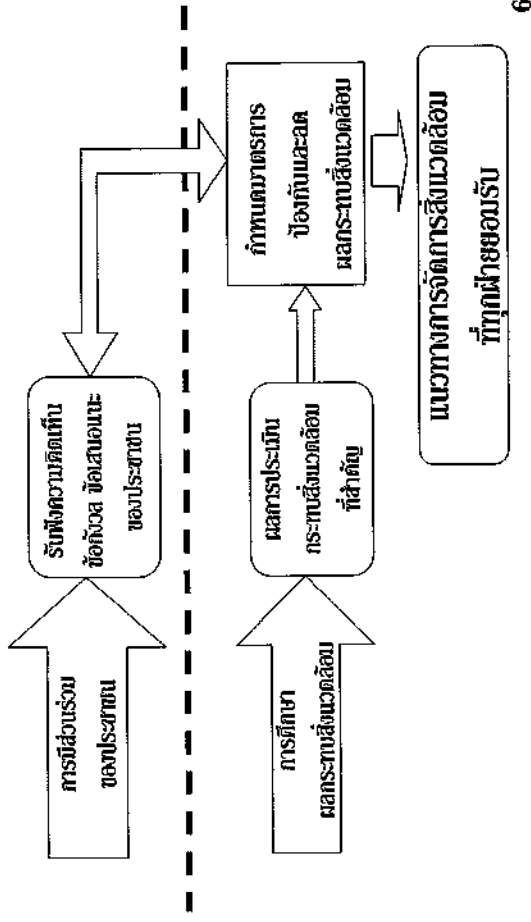 การมีส่วนร่วม
ของประชาชน
รับฟังความคิดเห็น
ข้อกังวล ข้อเสนอแนะ
ของประชาชน
การศึกษา
ผลกระทบสิ่งแวดล้อม
ผลการประเมิน
กระทบสิ่งแวดล้อม
ที่สำคัญ
กำหนดมาตรการ
ป้องกันและลด
ผลกระทบสิ่งแวดล้อม
แนวทางการจัดการสิ่งแวดล้อม
ที่ทุกฝ่ายยอมรับ
6